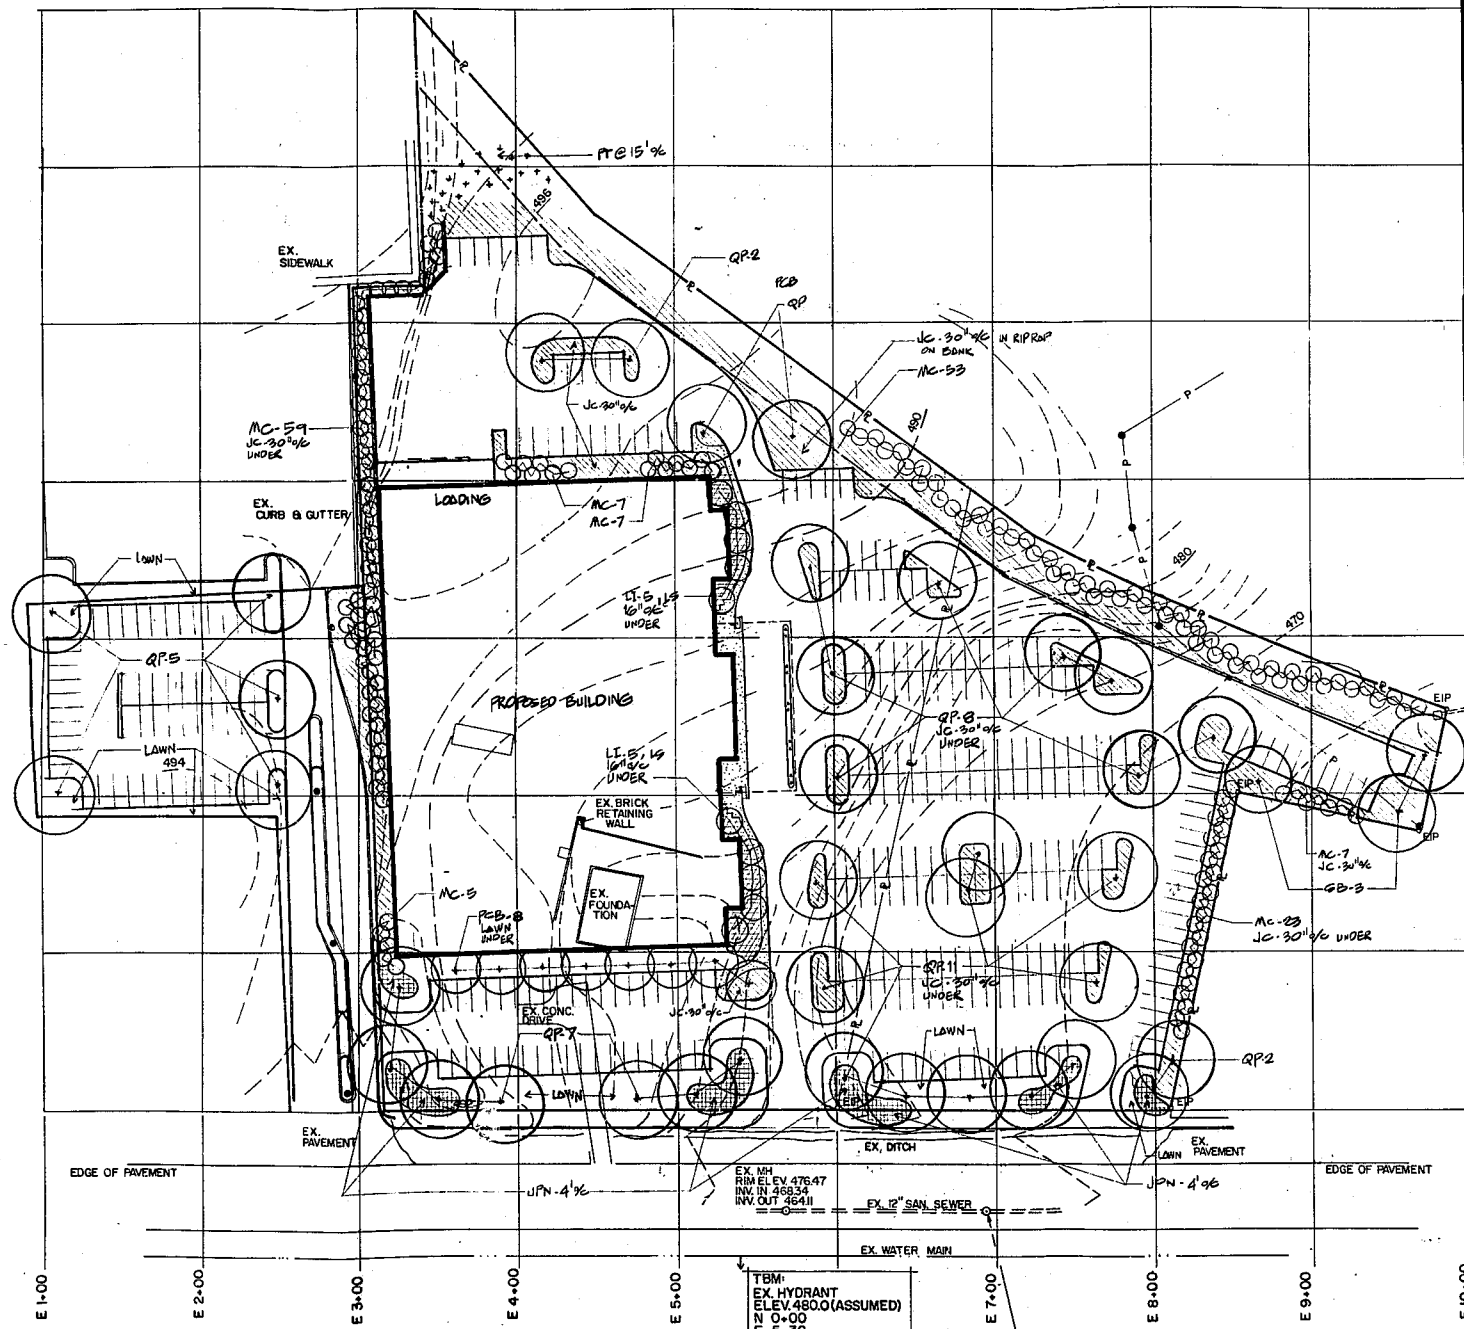 PT @ 15' o/c
496
EX.
SIDEWALK
QP-2
PCB
QP
JC-30" o/c IN RIPRAP
ON BANK
MC-53
490
JC-30" o/c
MC-59
JC-30" o/c
UNDER
LOADING
MC-7
MC-7
EX.
CURB & GUTTER
LAWN
480
LI-5, LS
16" o/c
UNDER
470
QP-5
PROPOSED BUILDING
EIP
QP-8
JC-30" o/c
UNDER
LAWN
494
LI-5, LS
16" o/c
UNDER
EX. BRICK
RETAINING
WALL
EIP
EIP
MC-7
JC-30" o/c
GB-3
MC-5
EX.
FOUNDA-
TION
PCB-8
LAWN
UNDER
MC-23
JC-30" o/c UNDER
QP-11
JC-30" o/c
UNDER
EX. CONC.
DRIVE
JC-30" o/c
QP-7
LAWN
QP-2
LAWN
EIP
EIP
EX.
PAVEMENT
EX. DITCH
LAWN
EX.
PAVEMENT
EDGE OF PAVEMENT
EDGE OF PAVEMENT
JPN-4' o/c
EX. MH
RIM ELEV. 476.47
INV. IN 468.34
INV. OUT 464.11
JPN-4' o/c
EX. 12" SAN. SEWER
EX. WATER MAIN
TBM:
EX. HYDRANT
ELEV. 480.0 (ASSUMED)
N 0+00
E 1+00
E 2+00
E 3+00
E 4+00
E 5+00
E 7+00
E 8+00
E 9+00